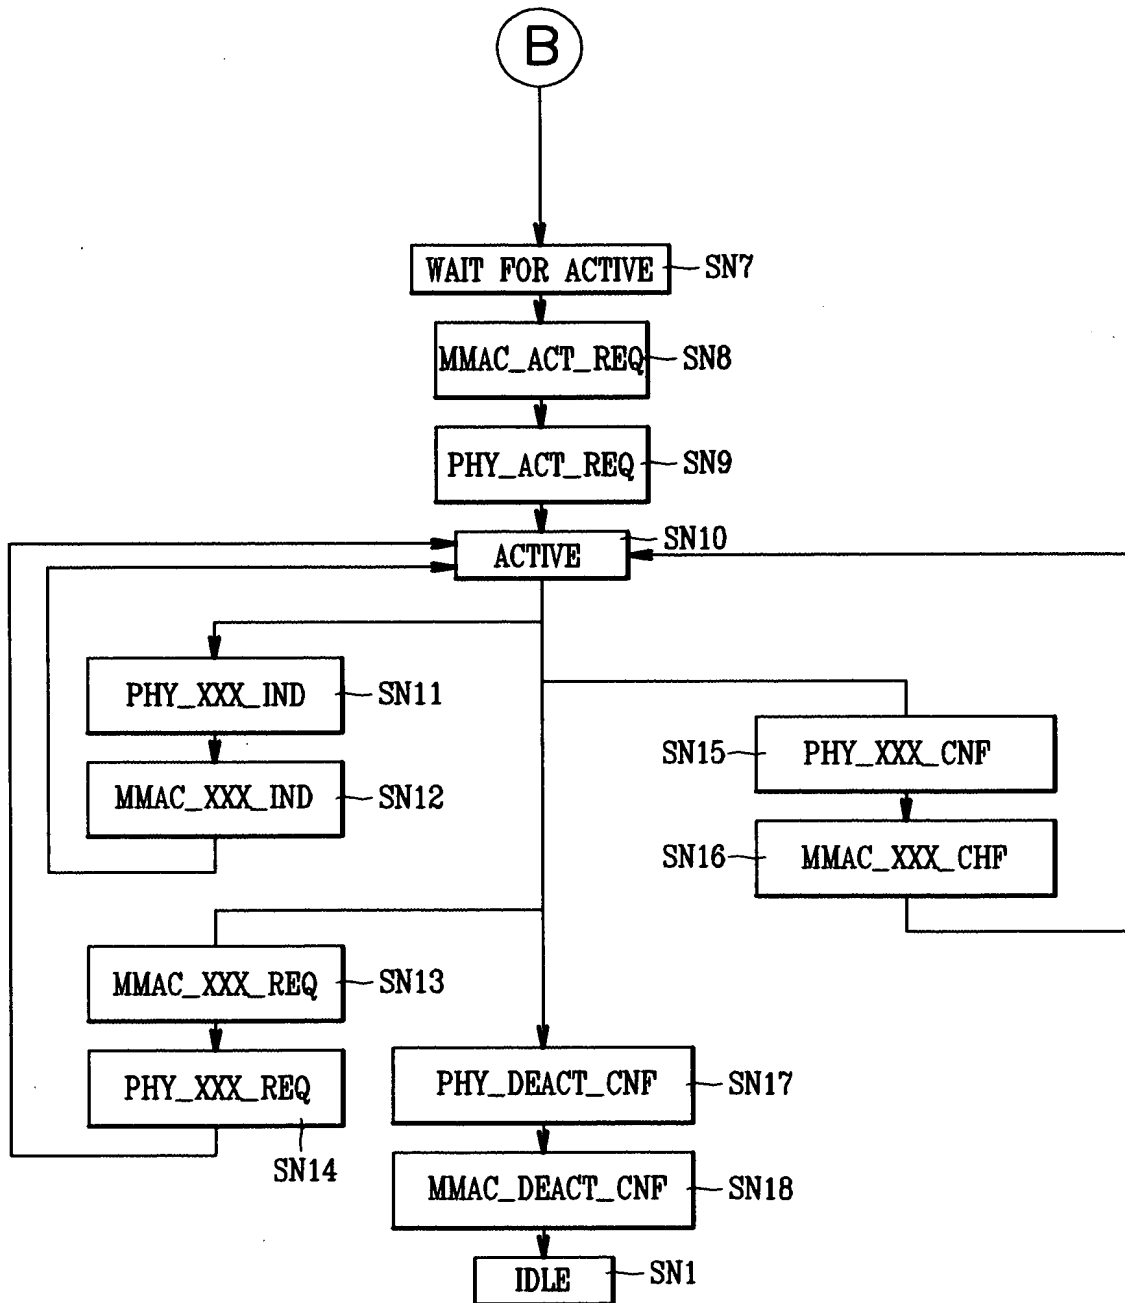 B
WAIT FOR ACTIVE
SN7
MMAC_ACT_REQ
SN8
PHY_ACT_REQ
SN9
ACTIVE
SN10
PHY_XXX_IND
SN11
MMAC_XXX_IND
SN12
SN15
PHY_XXX_CNF
SN16
MMAC_XXX_CHF
MMAC_XXX_REQ
SN13
PHY_XXX_REQ
SN14
PHY_DEACT_CNF
SN17
MMAC_DEACT_CNF
SN18
IDLE
SN1